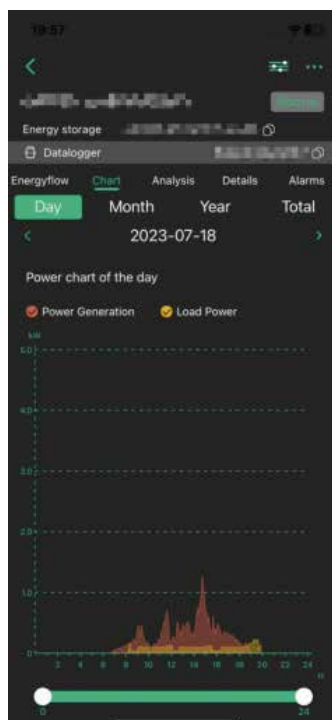 19:57
Energy storage
Datalogger
Energyflow Chart Analysis Details Alarms
Day Month Year Total
2023-07-18
Power chart of the day
Power Generation Load Power
kW
5.0
4.0
3.0
2.0
1.0
0
2 4 6 8 10 12 14 16 18 20 22 24
H
0 24